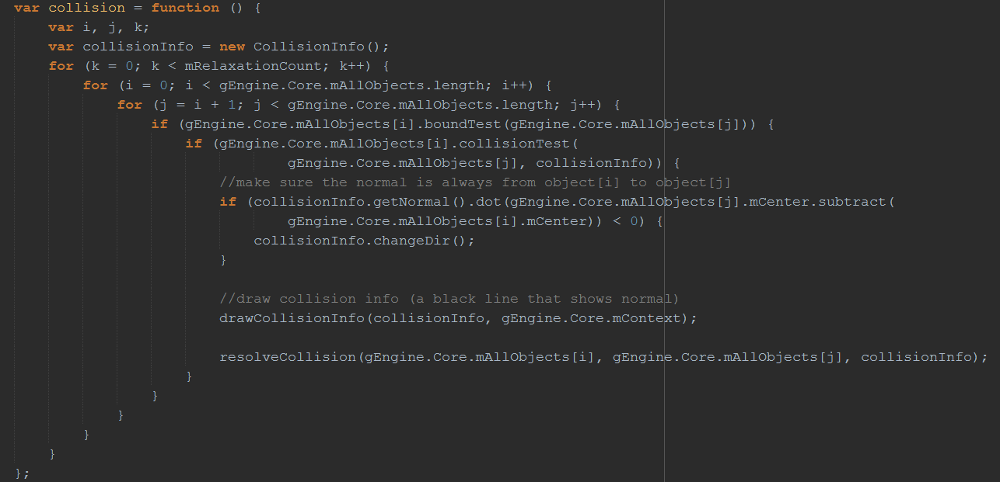 var collision = function () {
    var i, j, k;
    var collisionInfo = new CollisionInfo();
    for (k = 0; k < mRelaxationCount; k++) {
        for (i = 0; i < gEngine.Core.mAllObjects.length; i++) {
            for (j = i + 1; j < gEngine.Core.mAllObjects.length; j++) {
                if (gEngine.Core.mAllObjects[i].boundTest(gEngine.Core.mAllObjects[j])) {
                    if (gEngine.Core.mAllObjects[i].collisionTest(
                                gEngine.Core.mAllObjects[j], collisionInfo)) {
                        //make sure the normal is always from object[i] to object[j]
                        if (collisionInfo.getNormal().dot(gEngine.Core.mAllObjects[j].mCenter.subtract(
                                gEngine.Core.mAllObjects[i].mCenter)) < 0) {
                            collisionInfo.changeDir();
                        }

                        //draw collision info (a black line that shows normal)
                        drawCollisionInfo(collisionInfo, gEngine.Core.mContext);

                        resolveCollision(gEngine.Core.mAllObjects[i], gEngine.Core.mAllObjects[j], collisionInfo);
                    }
                }
            }
        }
    }
};